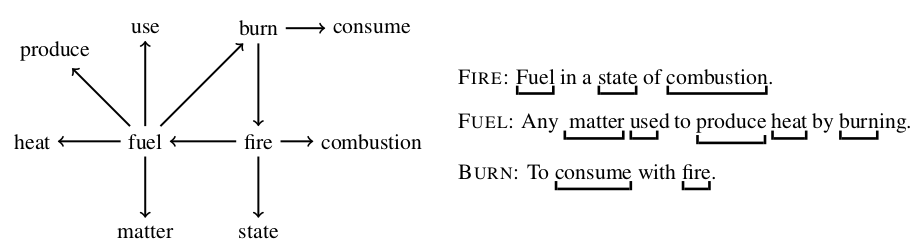 use
burn
consume
produce
heat
fuel
fire
combustion
matter
state
FIRE: Fuel in a state of combustion.
FUEL: Any matter used to produce heat by burning.
BURN: To consume with fire.